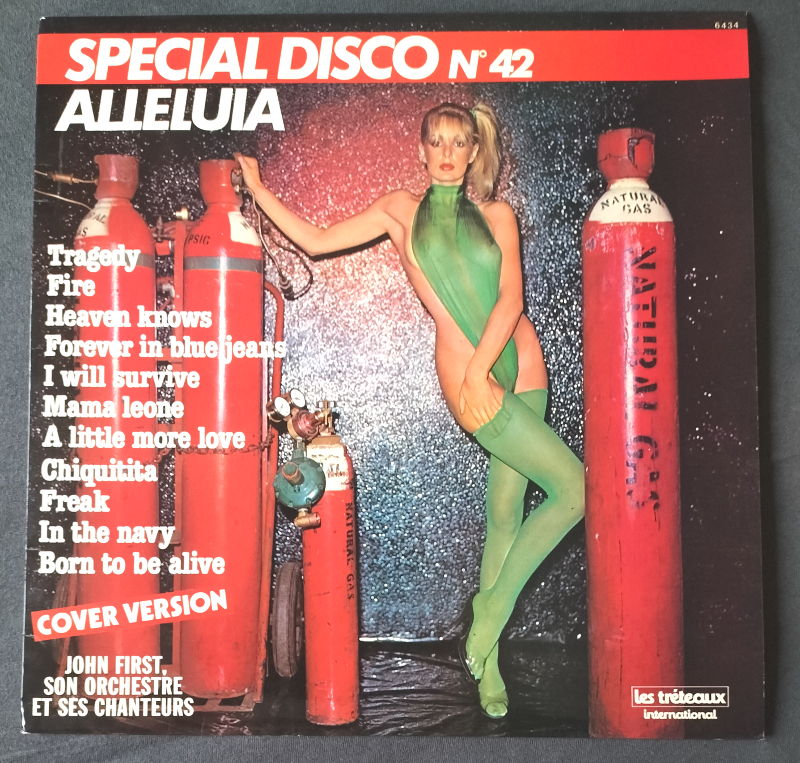 6434
SPECIAL DISCO N° 42
ALLELUIA
NATURAL
GAS
PSIC
Tragedy
Fire
Heaven knows
Forever in blue jeans
I will survive
Mama leone
A little more love
Chiquitita
Freak
In the navy
Born to be alive
NATURAL GAS
NATURAL GAS
COVER VERSION
JOHN FIRST,
SON ORCHESTRE
ET SES CHANTEURS
les tréteaux
international